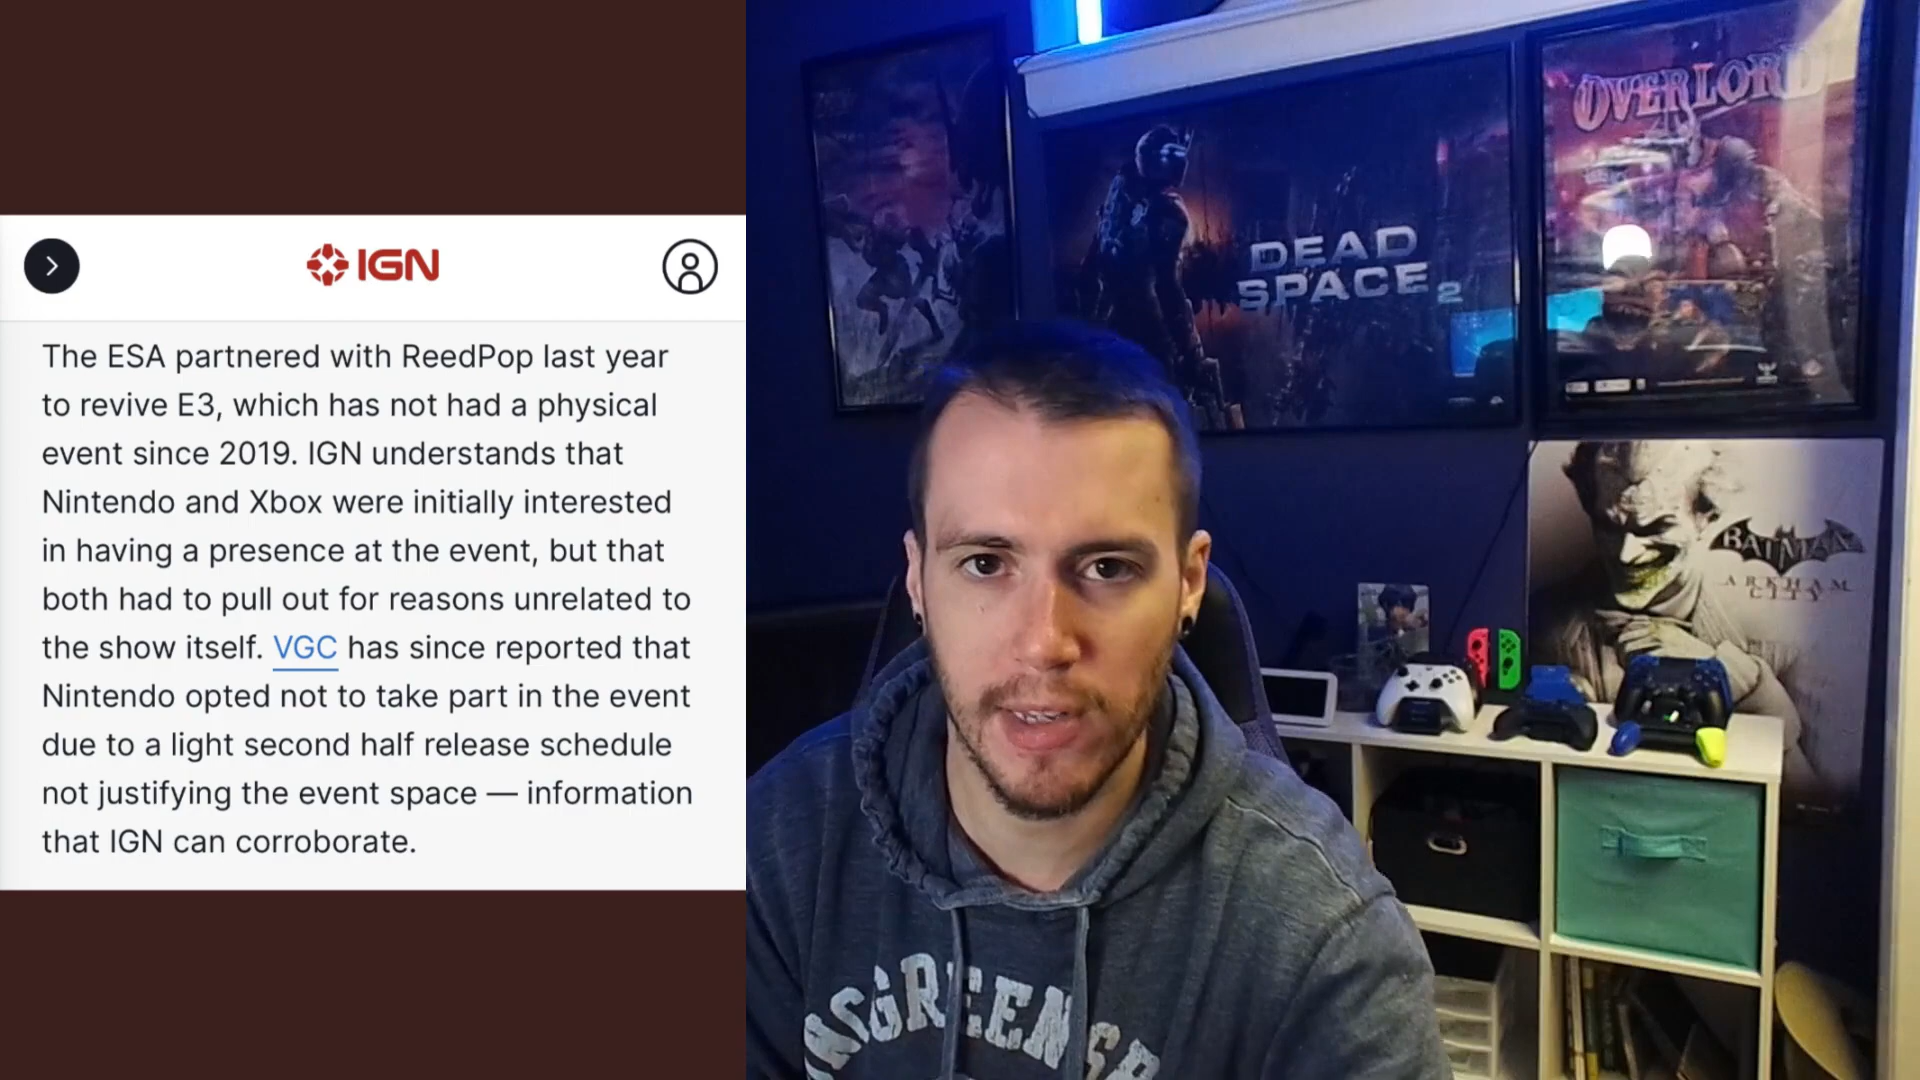 IGN
The ESA partnered with ReedPop last year
to revive E3, which has not had a physical
event since 2019. IGN understands that
Nintendo and Xbox were initially interested
in having a presence at the event, but that
both had to pull out for reasons unrelated to
the show itself. VGC has since reported that
Nintendo opted not to take part in the event
due to a light second half release schedule
not justifying the event space — information
that IGN can corroborate.
DEAD
SPACE 2
OVERLORD
BATMAN
ARKHAM
CITY